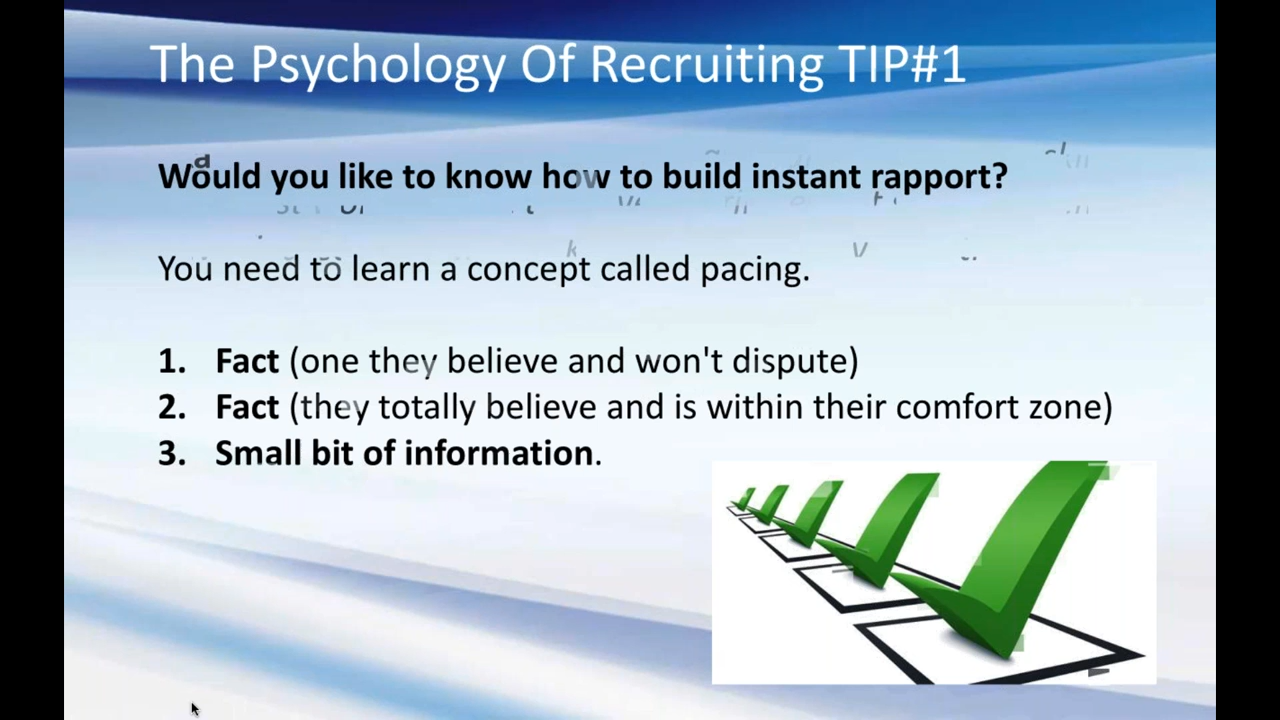 The Psychology Of Recruiting TIP#1
Would you like to know how to build instant rapport?
You need to learn a concept called pacing.
1. Fact (one they believe and won't dispute)
2. Fact (they totally believe and is within their comfort zone)
3. Small bit of information.